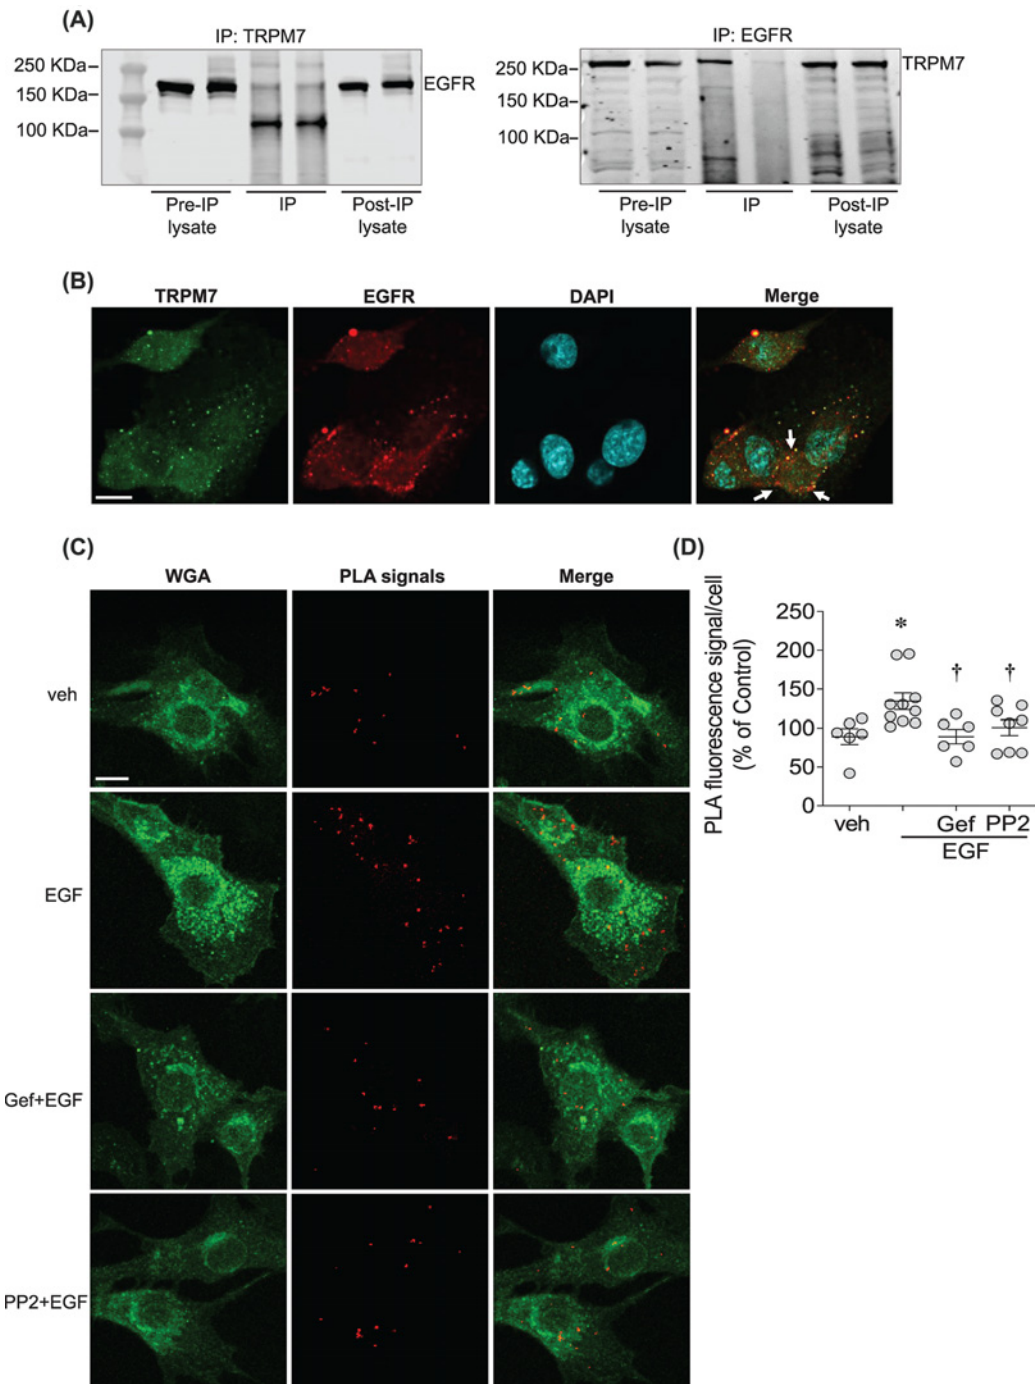 (A)
IP: TRPM7
250 KDa–
150 KDa–
100 KDa–
EGFR
Pre-IP
lysate
IP
Post-IP
lysate
IP: EGFR
250 KDa–
150 KDa–
100 KDa–
TRPM7
Pre-IP
lysate
IP
Post-IP
lysate
(B)
TRPM7 EGFR DAPI Merge
(C)
WGA PLA signals Merge
veh
EGF
Gef+EGF
PP2+EGF
(D)
PLA fluorescence signal/cell
(% of Control)
250
200
150
100
50
0
* † †
veh Gef PP2
EGF